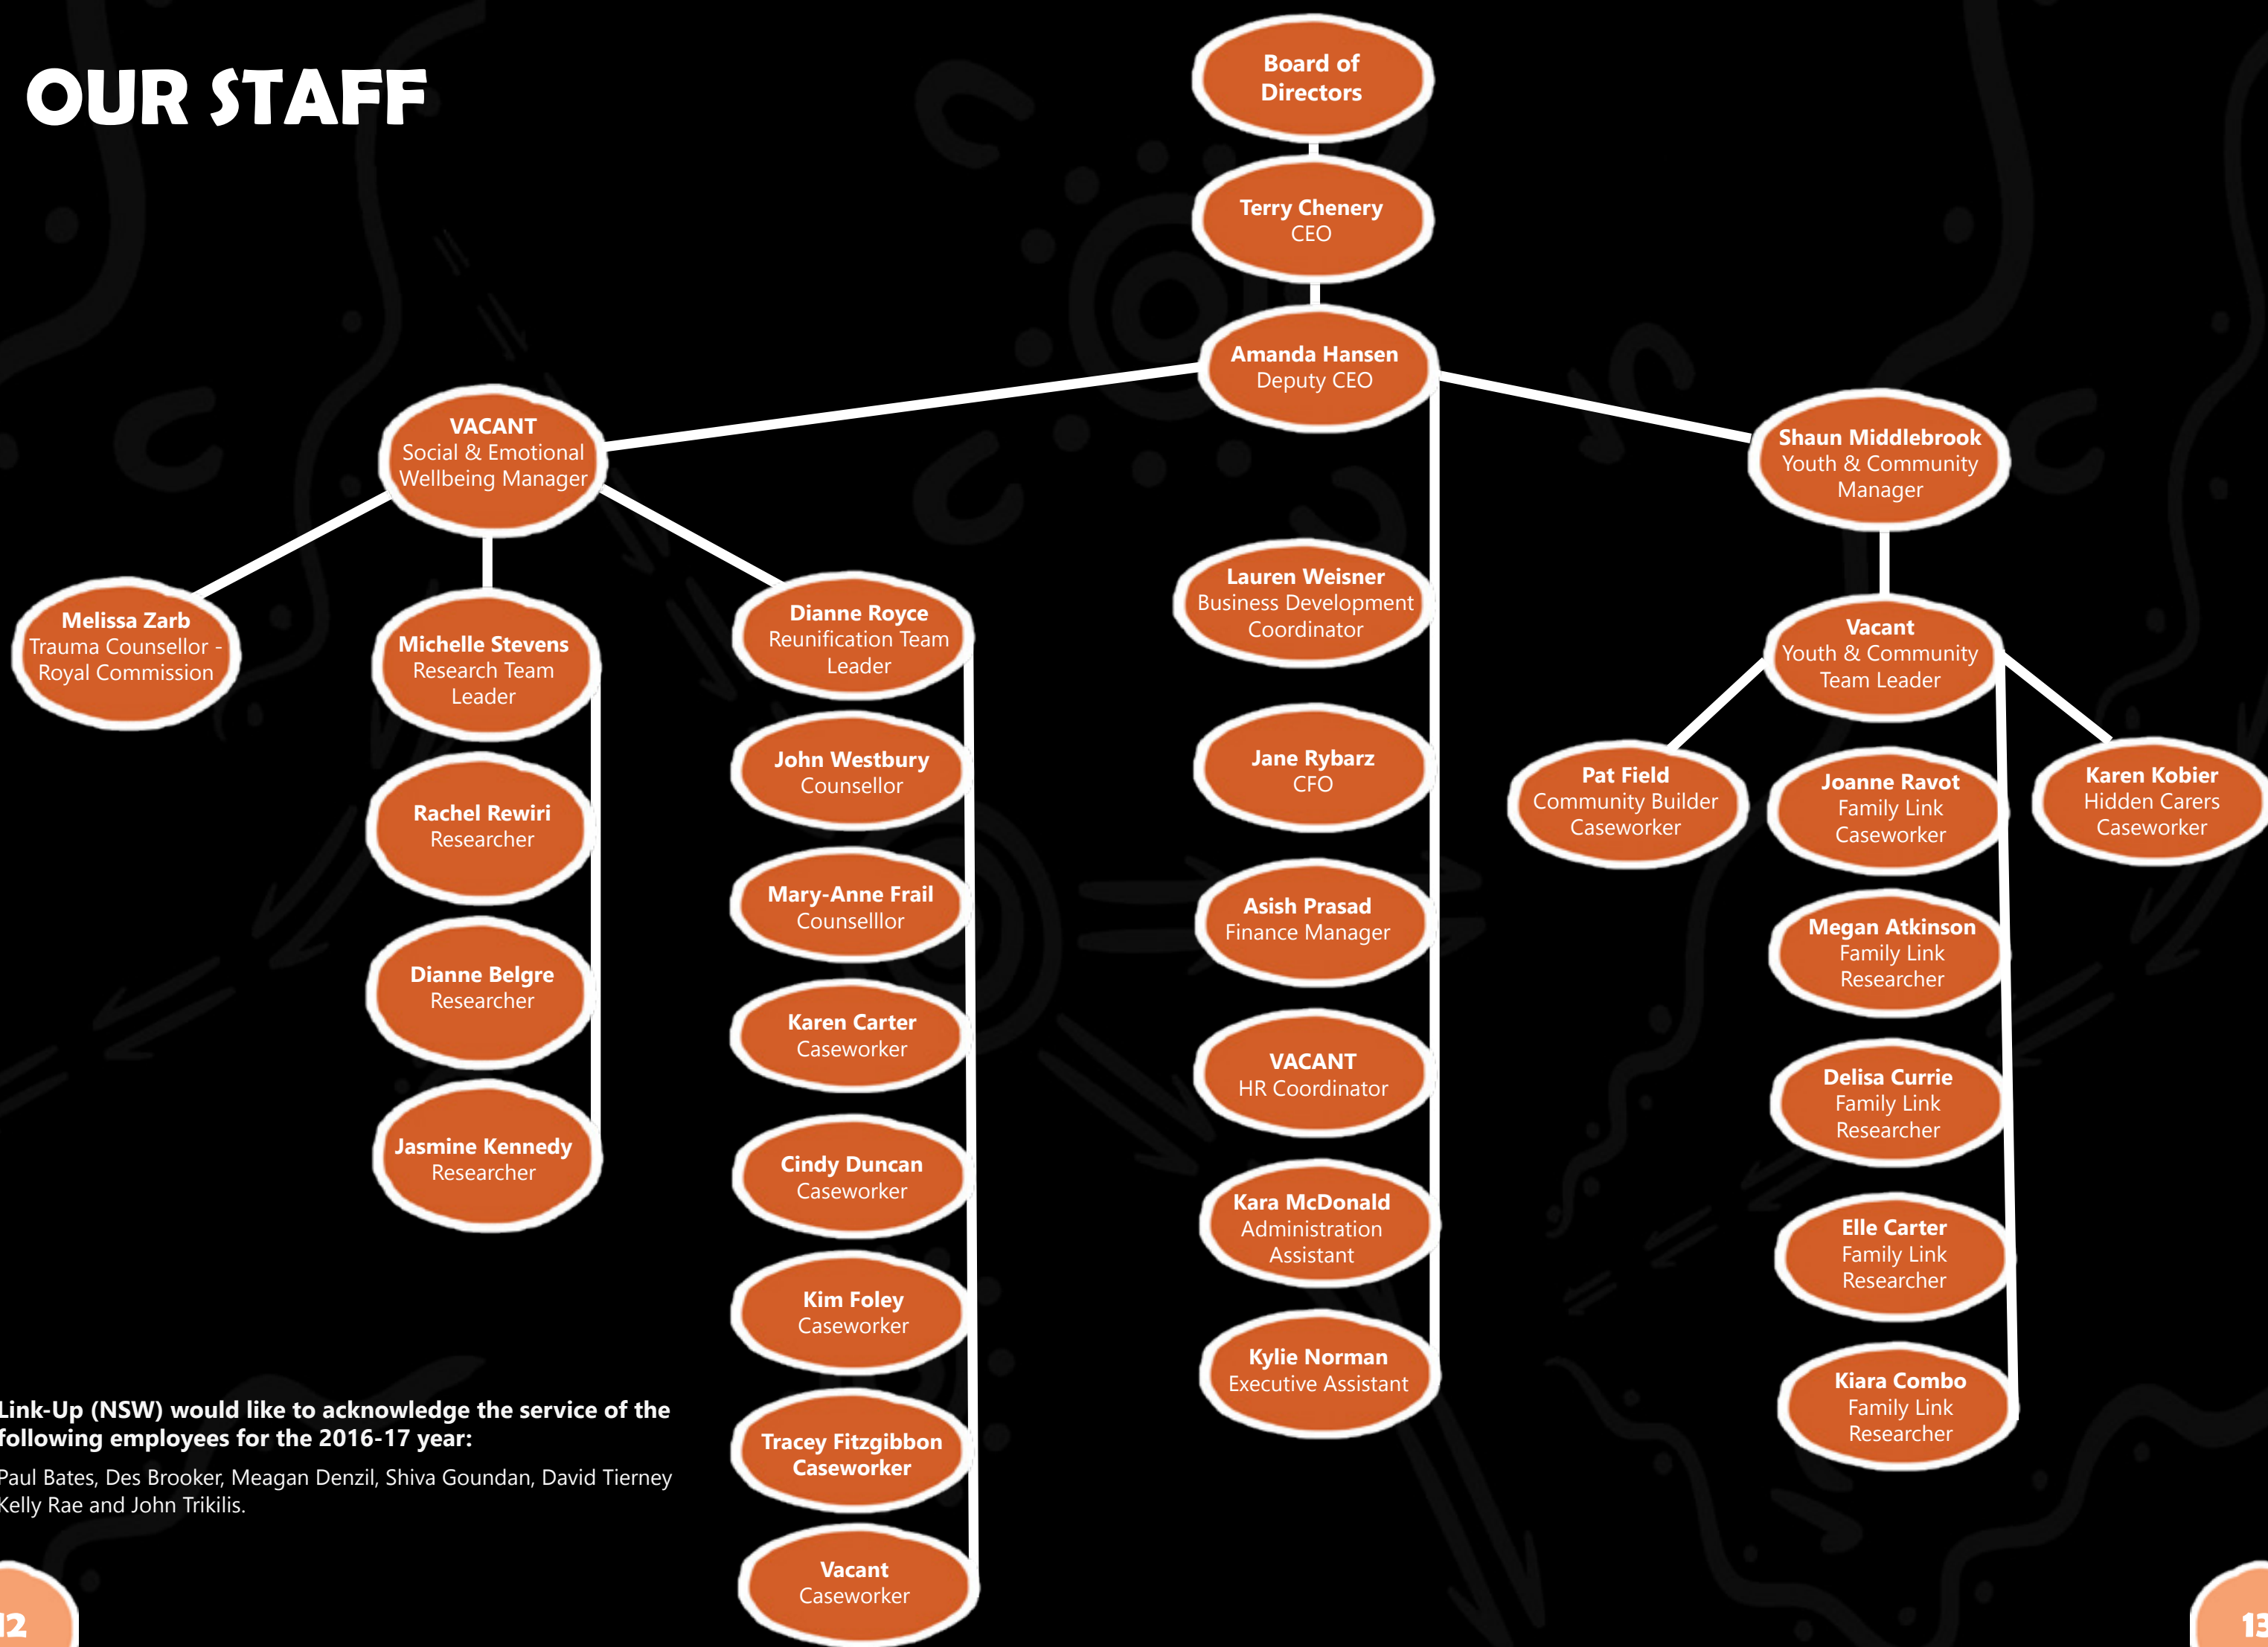 OUR STAFF
Board of
Directors
Terry Chenery
CEO
Amanda Hansen
Deputy CEO
VACANT
Social & Emotional
Wellbeing Manager
Shaun Middlebrook
Youth & Community
Manager
Melissa Zarb
Trauma Counsellor -
Royal Commission
Michelle Stevens
Research Team
Leader
Rachel Rewiri
Researcher
Dianne Belgre
Researcher
Jasmine Kennedy
Researcher
Dianne Royce
Reunification Team
Leader
John Westbury
Counsellor
Mary-Anne Frail
Counselllor
Karen Carter
Caseworker
Cindy Duncan
Caseworker
Kim Foley
Caseworker
Tracey Fitzgibbon
Caseworker
Vacant
Caseworker
Lauren Weisner
Business Development
Coordinator
Jane Rybarz
CFO
Asish Prasad
Finance Manager
VACANT
HR Coordinator
Kara McDonald
Administration
Assistant
Kylie Norman
Executive Assistant
Vacant
Youth & Community
Team Leader
Pat Field
Community Builder
Caseworker
Joanne Ravot
Family Link
Caseworker
Karen Kobier
Hidden Carers
Caseworker
Megan Atkinson
Family Link
Researcher
Delisa Currie
Family Link
Researcher
Elle Carter
Family Link
Researcher
Kiara Combo
Family Link
Researcher
Link-Up (NSW) would like to acknowledge the service of the
following employees for the 2016-17 year:
Paul Bates, Des Brooker, Meagan Denzil, Shiva Goundan, David Tierney
Kelly Rae and John Trikilis.
12
13